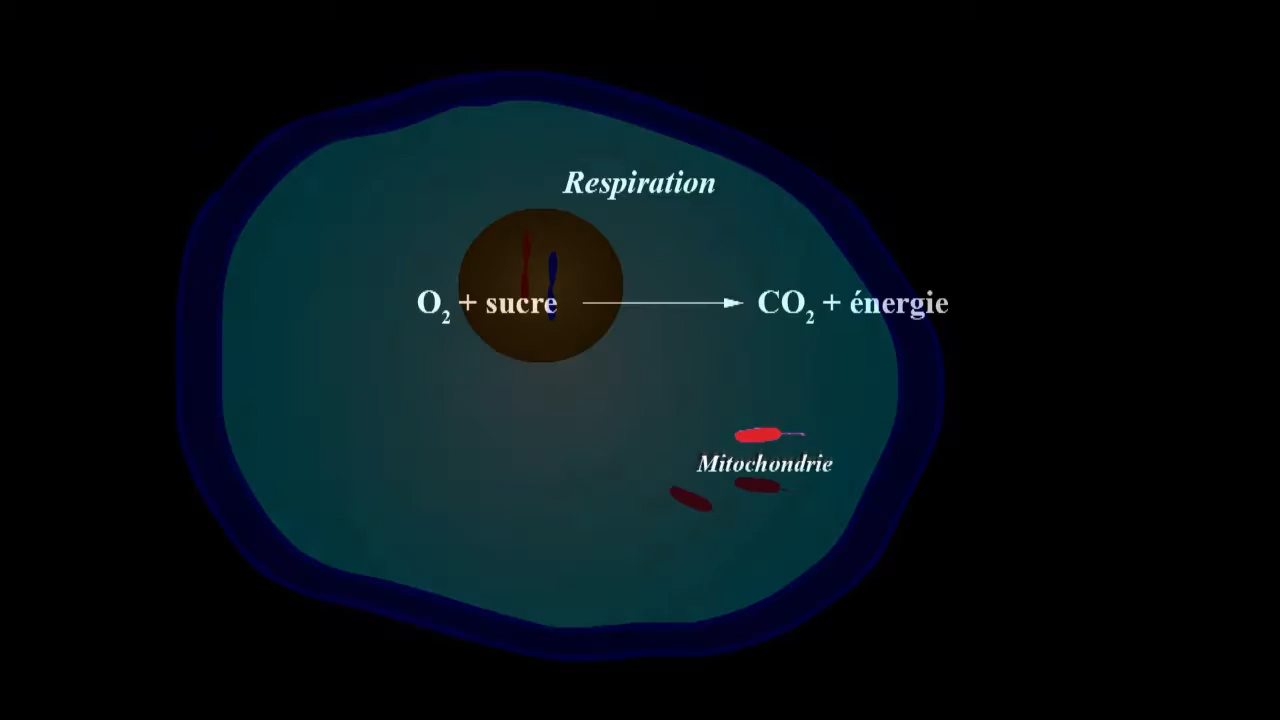 Respiration
O₂ + sucre ⟶ CO₂ + énergie
Mitochondrie